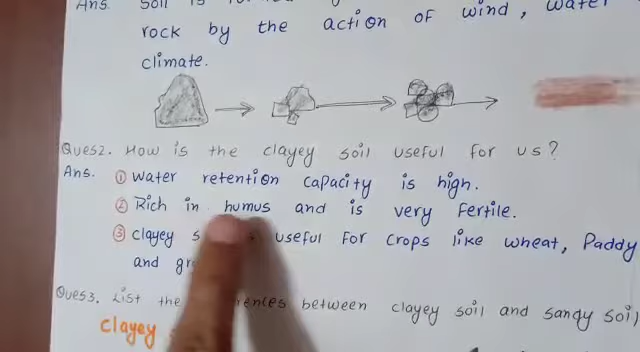 Ans. Soil is
rock by the action of wind, water
climate.
Ques2. How is the clayey soil useful for us?
Ans. ① water retention capacity is high.
② Rich in humus and is very fertile.
③ clayey useful for crops like wheat, Paddy
and
Ques3. List the between clayey soil and sandy soil
clayey